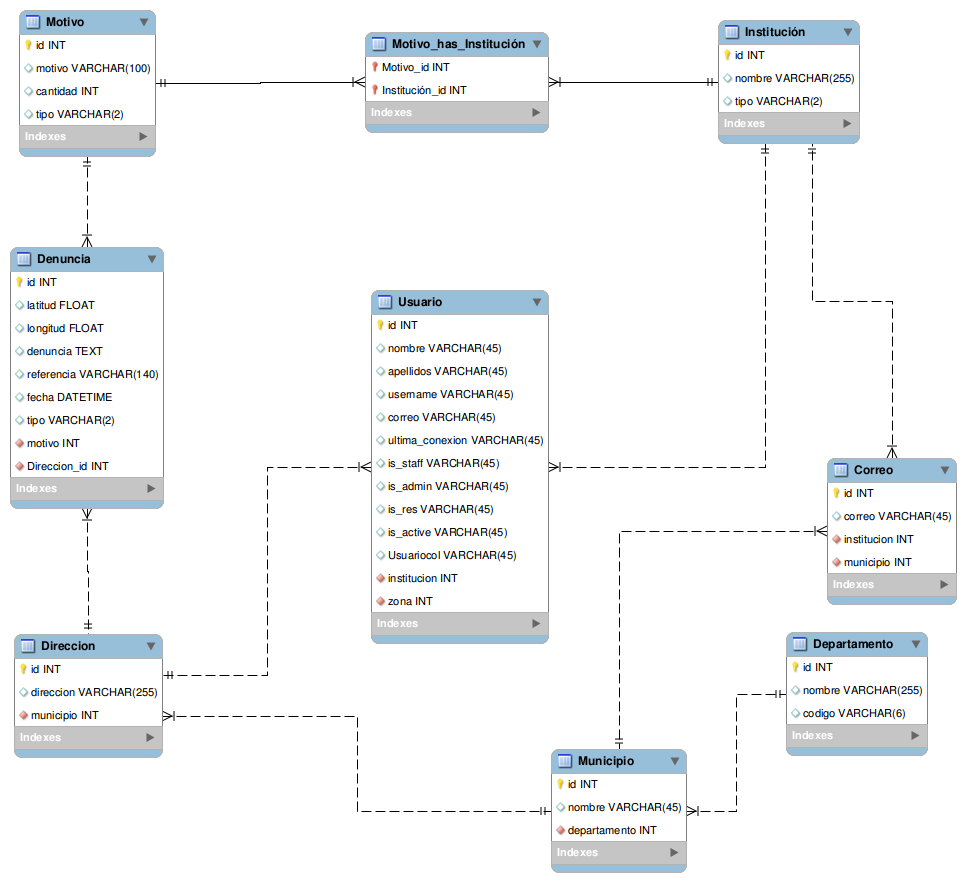 Motivo
id INT
motivo VARCHAR(100)
cantidad INT
tipo VARCHAR(2)
Indexes
Motivo_has_Institución
Motivo_id INT
Institución_id INT
Indexes
Institución
id INT
nombre VARCHAR(255)
tipo VARCHAR(2)
Indexes
Denuncia
id INT
latitud FLOAT
longitud FLOAT
denuncia TEXT
referencia VARCHAR(140)
fecha DATETIME
tipo VARCHAR(2)
motivo INT
Direccion_id INT
Indexes
Usuario
id INT
nombre VARCHAR(45)
apellidos VARCHAR(45)
username VARCHAR(45)
correo VARCHAR(45)
ultima_conexion VARCHAR(45)
is_staff VARCHAR(45)
is_admin VARCHAR(45)
is_res VARCHAR(45)
is_active VARCHAR(45)
Usuariocol VARCHAR(45)
institucion INT
zona INT
Indexes
Correo
id INT
correo VARCHAR(45)
institucion INT
municipio INT
Indexes
Direccion
id INT
direccion VARCHAR(255)
municipio INT
Indexes
Departamento
id INT
nombre VARCHAR(255)
codigo VARCHAR(6)
Indexes
Municipio
id INT
nombre VARCHAR(45)
departamento INT
Indexes